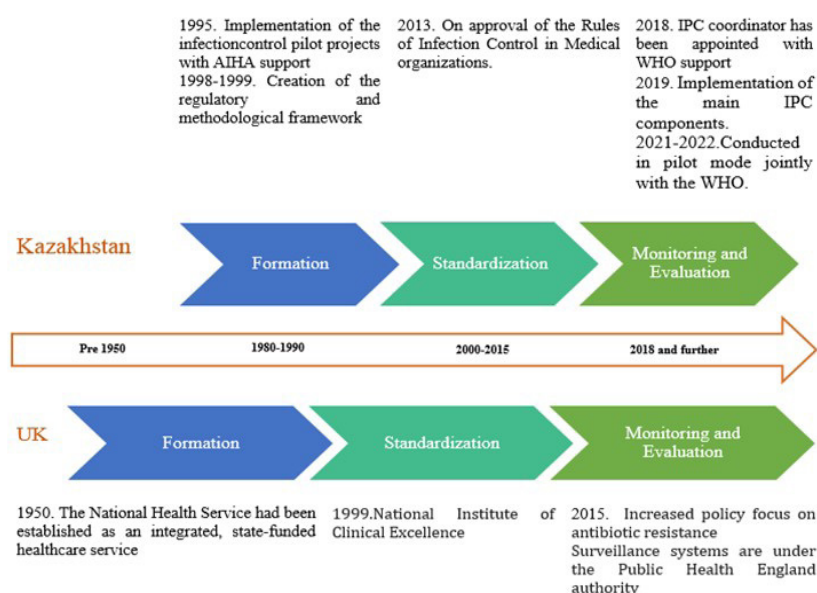 1995. Implementation of the
infectioncontrol pilot projects
with AIHA support
1998-1999. Creation of the
regulatory and
methodological framework
2013. On approval of the Rules
of Infection Control in Medical
organizations.
2018. IPC coordinator has
been appointed with
WHO support
2019. Implementation of
the main IPC
components.
2021-2022.Conducted
in pilot mode jointly
with the WHO.
Kazakhstan
Formation
Standardization
Monitoring and
Evaluation
Pre 1950
1980-1990
2000-2015
2018 and further
UK
Formation
Standardization
Monitoring and
Evaluation
1950. The National Health Service had been
established as an integrated, state-funded
healthcare service
1999.National Institute of
Clinical Excellence
2015. Increased policy focus on
antibiotic resistance
Surveillance systems are under
the Public Health England
authority